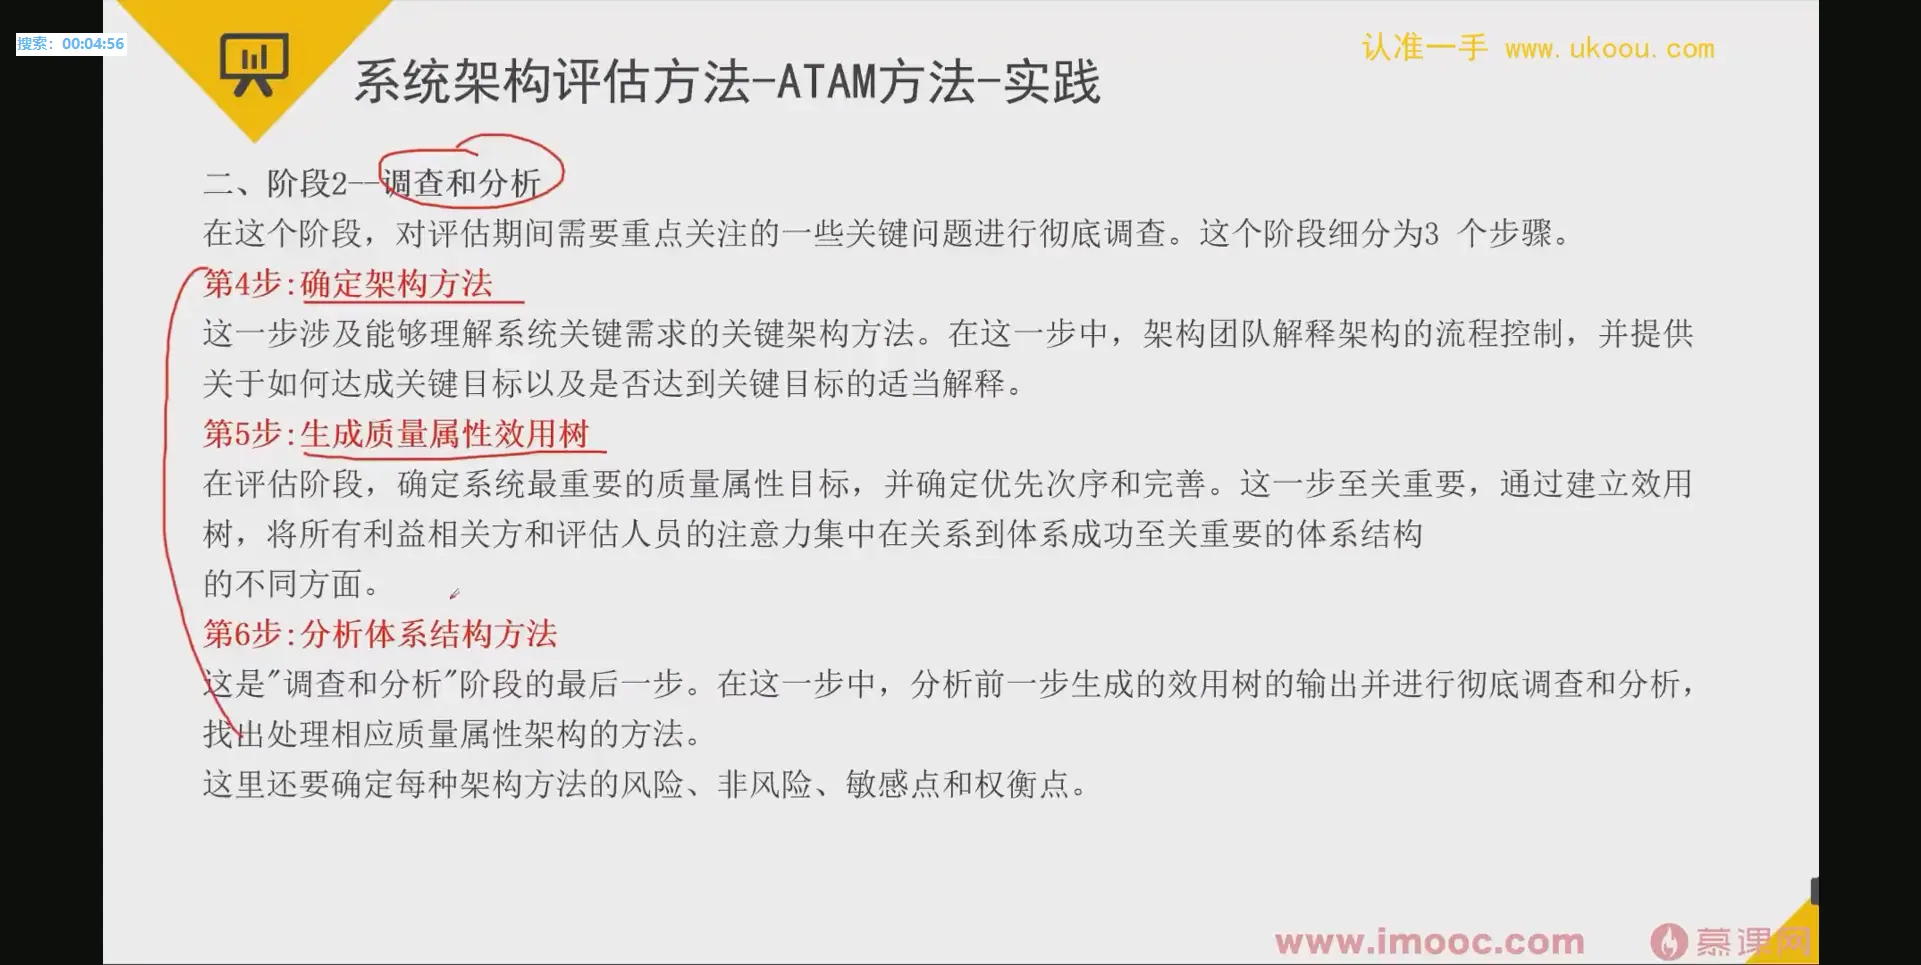 搜索: 00:04:56
认准一手 www.ukoou.com
系统架构评估方法-ATAM方法-实践
二、阶段2--调查和分析
在这个阶段，对评估期间需要重点关注的一些关键问题进行彻底调查。这个阶段细分为3 个步骤。
第4步:确定架构方法
这一步涉及能够理解系统关键需求的关键架构方法。在这一步中，架构团队解释架构的流程控制，并提供
关于如何达成关键目标以及是否达到关键目标的适当解释。
第5步:生成质量属性效用树
在评估阶段，确定系统最重要的质量属性目标，并确定优先次序和完善。这一步至关重要，通过建立效用
树，将所有利益相关方和评估人员的注意力集中在关系到体系成功至关重要的体系结构
的不同方面。
第6步:分析体系结构方法
这是"调查和分析"阶段的最后一步。在这一步中，分析前一步生成的效用树的输出并进行彻底调查和分析，
找出处理相应质量属性架构的方法。
这里还要确定每种架构方法的风险、非风险、敏感点和权衡点。
www.imooc.com 慕课网